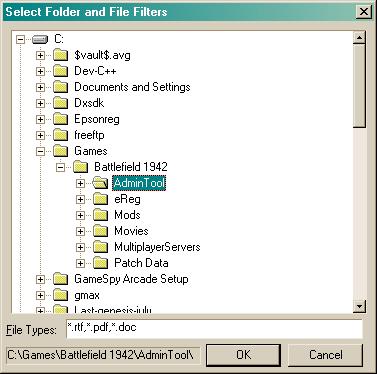 Select Folder and File Filters
C:
$vault$.avg
Dev-C++
Documents and Settings
Dxsdk
Epsonreg
freeftp
Games
Battlefield 1942
AdminTool
eReg
Mods
Movies
MultiplayerServers
Patch Data
GameSpy Arcade Setup
gmax
Last-genesis-july
File Types: *.rtf,*.pdf,*.doc
C:\Games\Battlefield 1942\AdminTool\ OK Cancel